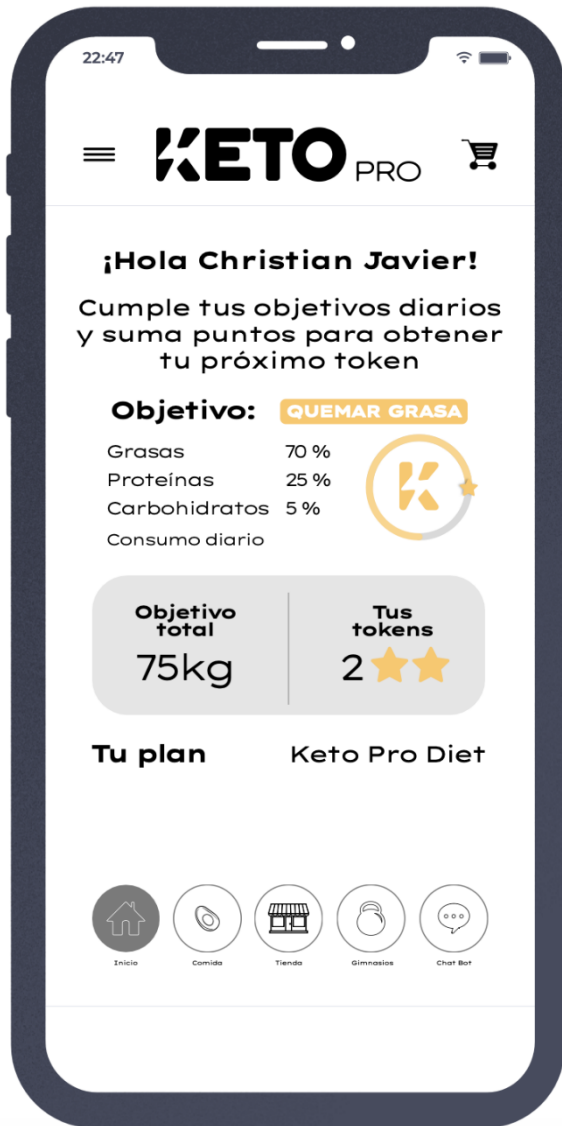 22:47
KETO PRO
¡Hola Christian Javier!
Cumple tus objetivos diarios
y suma puntos para obtener
tu próximo token
Objetivo: QUEMAR GRASA
Grasas 70 %
Proteínas 25 %
Carbohidratos 5 %
Consumo diario
K
Objetivo
total
75kg
Tus
tokens
2
Tu plan Keto Pro Diet
Inicio Comida Tienda Gimnasios Chat Bot